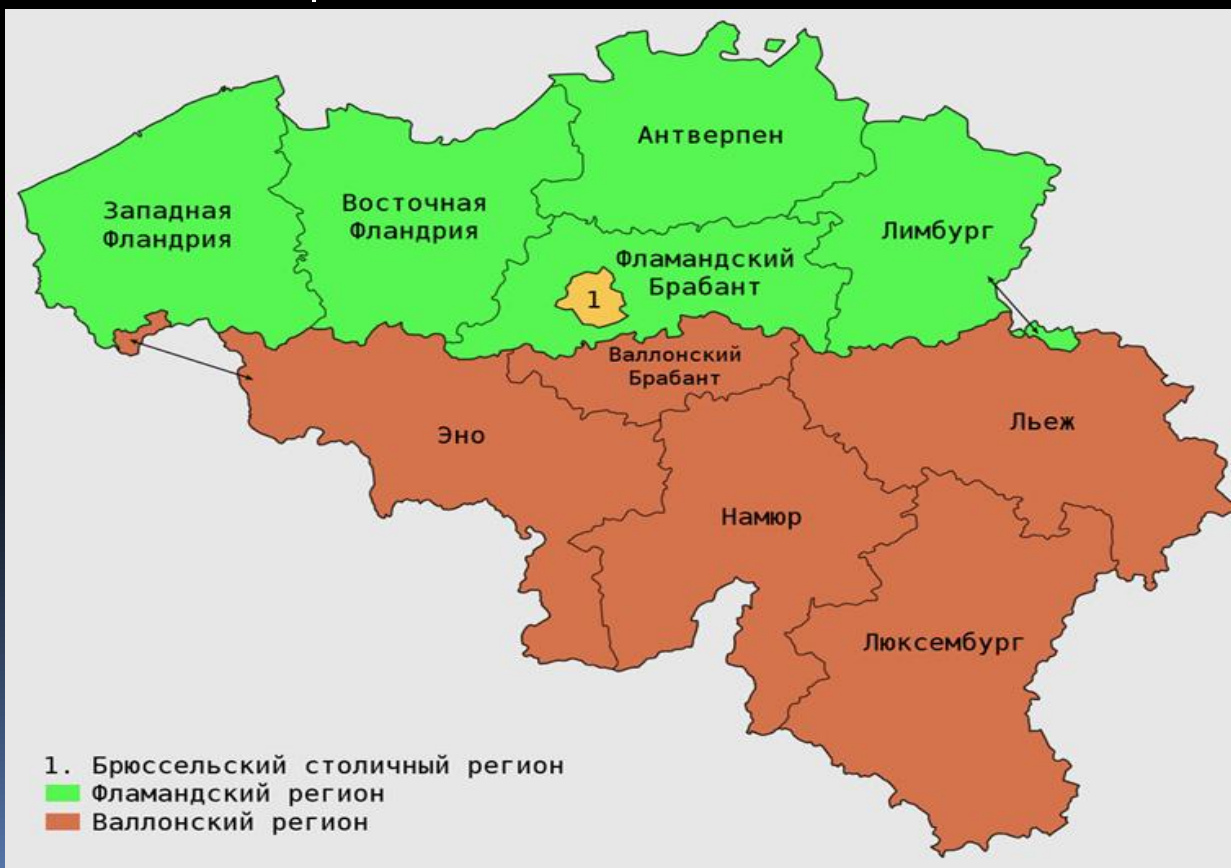 Антверпен
Западная
Фландрия
Восточная
Фландрия
Лимбург
Фламандский
Брабант
1
Валлонский
Брабант
Эно
Льеж
Намюр
Люксембург
1. Брюссельский столичный регион
Фламандский регион
Валлонский регион